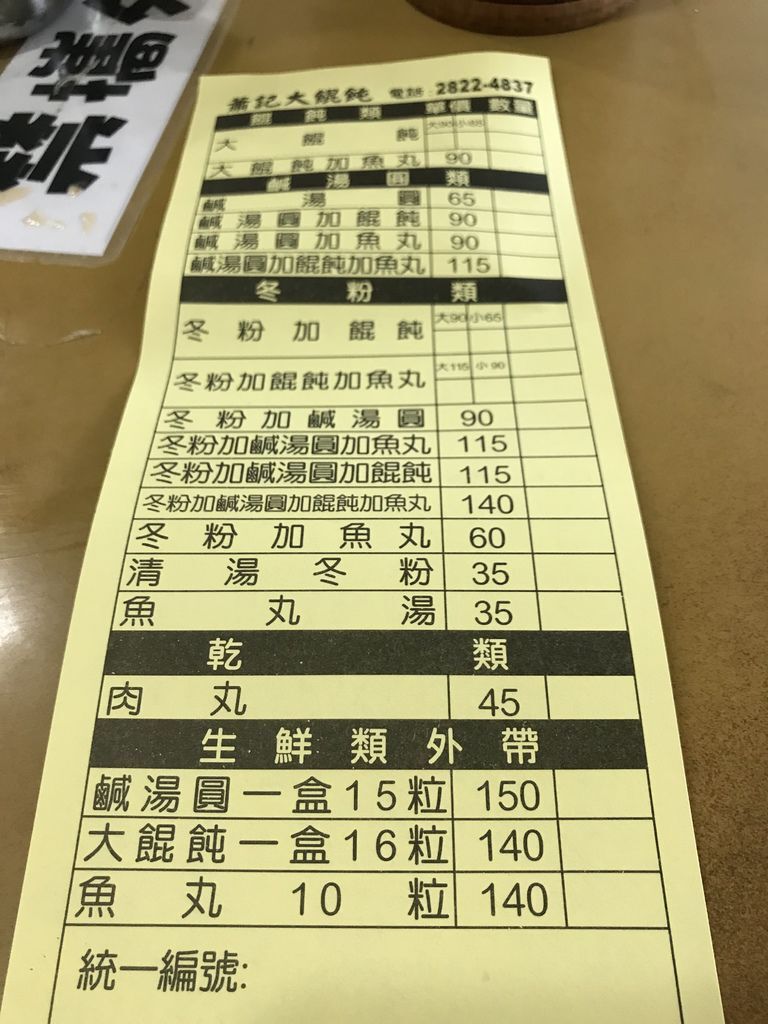 蕭記大餛飩 電話:2822-4837
餛飩類 單價 數量
大餛飩
大餛飩加魚丸 90
鹹湯圓類
鹹湯圓 65
鹹湯圓加餛飩 90
鹹湯圓加魚丸 90
鹹湯圓加餛飩加魚丸 115
冬粉類
冬粉加餛飩 大90 小65
冬粉加餛飩加魚丸 大115 小90
冬粉加鹹湯圓 90
冬粉加鹹湯圓加魚丸 115
冬粉加鹹湯圓加餛飩 115
冬粉加鹹湯圓加餛飩加魚丸 140
冬粉加魚丸 60
清湯冬粉 35
魚丸湯 35
乾類
肉丸 45
生鮮類外帶
鹹湯圓一盒15粒 150
大餛飩一盒16粒 140
魚丸10粒 140
統一編號: